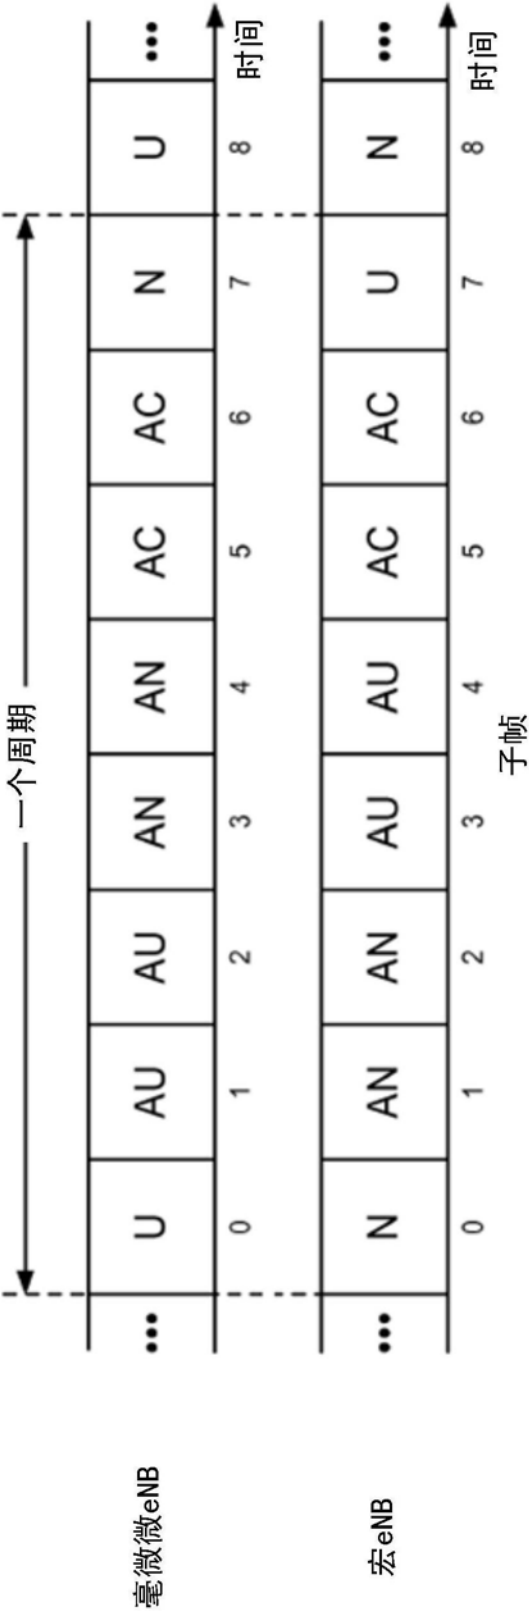 一个周期
毫微微eNB ••• U AU AU AN AN AC AC N U •••
0 1 2 3 4 5 6 7 8 时间
宏eNB ••• N AN AN AU AU AC AC U N •••
0 1 2 3 4 5 6 7 8 时间
子帧